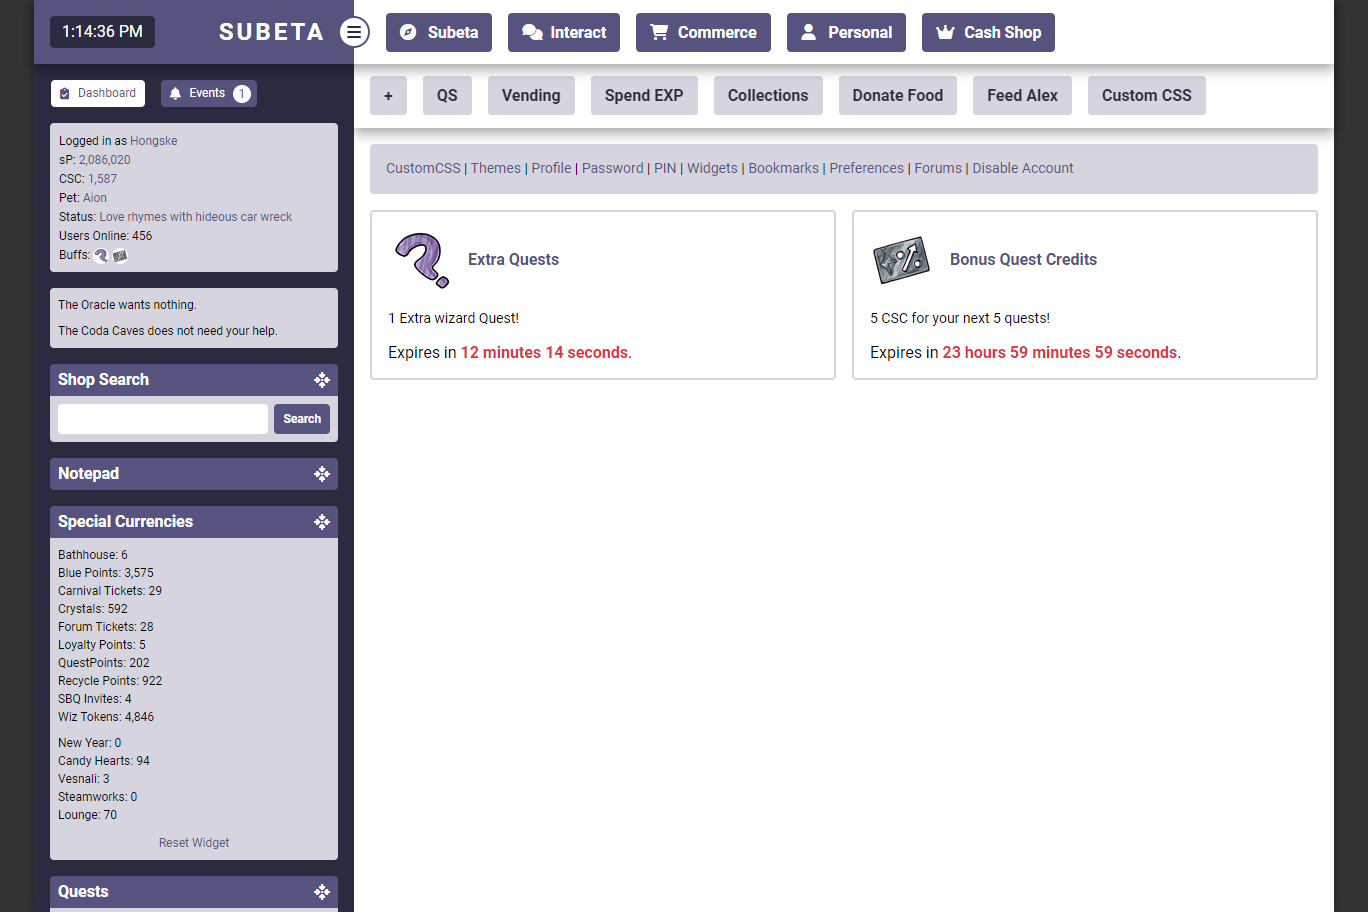 1:14:36 PM
SUBETA
Subeta
Interact
Commerce
Personal
Cash Shop
Dashboard
Events 1
+
QS
Vending
Spend EXP
Collections
Donate Food
Feed Alex
Custom CSS
Logged in as Hongske
sP: 2,086,020
CSC: 1,587
Pet: Aion
Status: Love rhymes with hideous car wreck
Users Online: 456
Buffs:
The Oracle wants nothing.
The Coda Caves does not need your help.
Shop Search
Search
Notepad
Special Currencies
Bathhouse: 6
Blue Points: 3,575
Carnival Tickets: 29
Crystals: 592
Forum Tickets: 28
Loyalty Points: 5
QuestPoints: 202
Recycle Points: 922
SBQ Invites: 4
Wiz Tokens: 4,846
New Year: 0
Candy Hearts: 94
Vesnali: 3
Steamworks: 0
Lounge: 70
Reset Widget
Quests
CustomCSS | Themes | Profile | Password | PIN | Widgets | Bookmarks | Preferences | Forums | Disable Account
Extra Quests
1 Extra wizard Quest!
Expires in 12 minutes 14 seconds.
Bonus Quest Credits
5 CSC for your next 5 quests!
Expires in 23 hours 59 minutes 59 seconds.